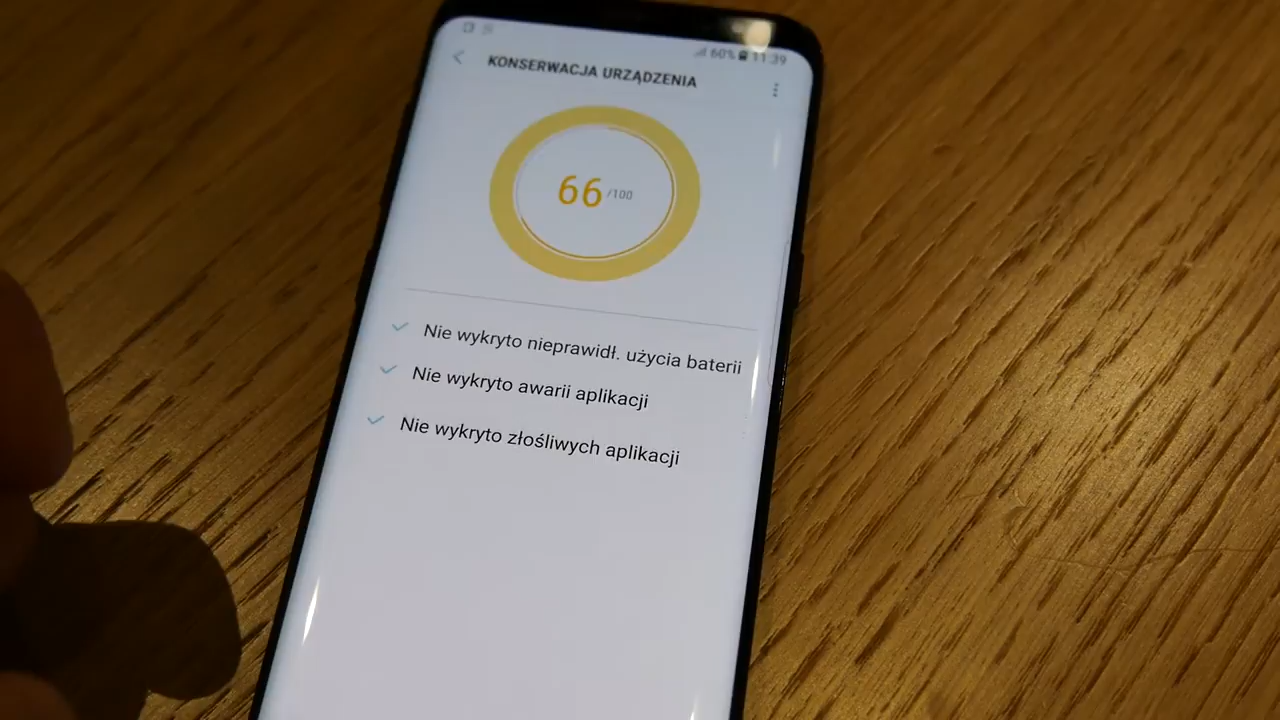 60% 11:39
KONSERWACJA URZĄDZENIA
66 /100
Nie wykryto nieprawidł. użycia baterii
Nie wykryto awarii aplikacji
Nie wykryto złośliwych aplikacji